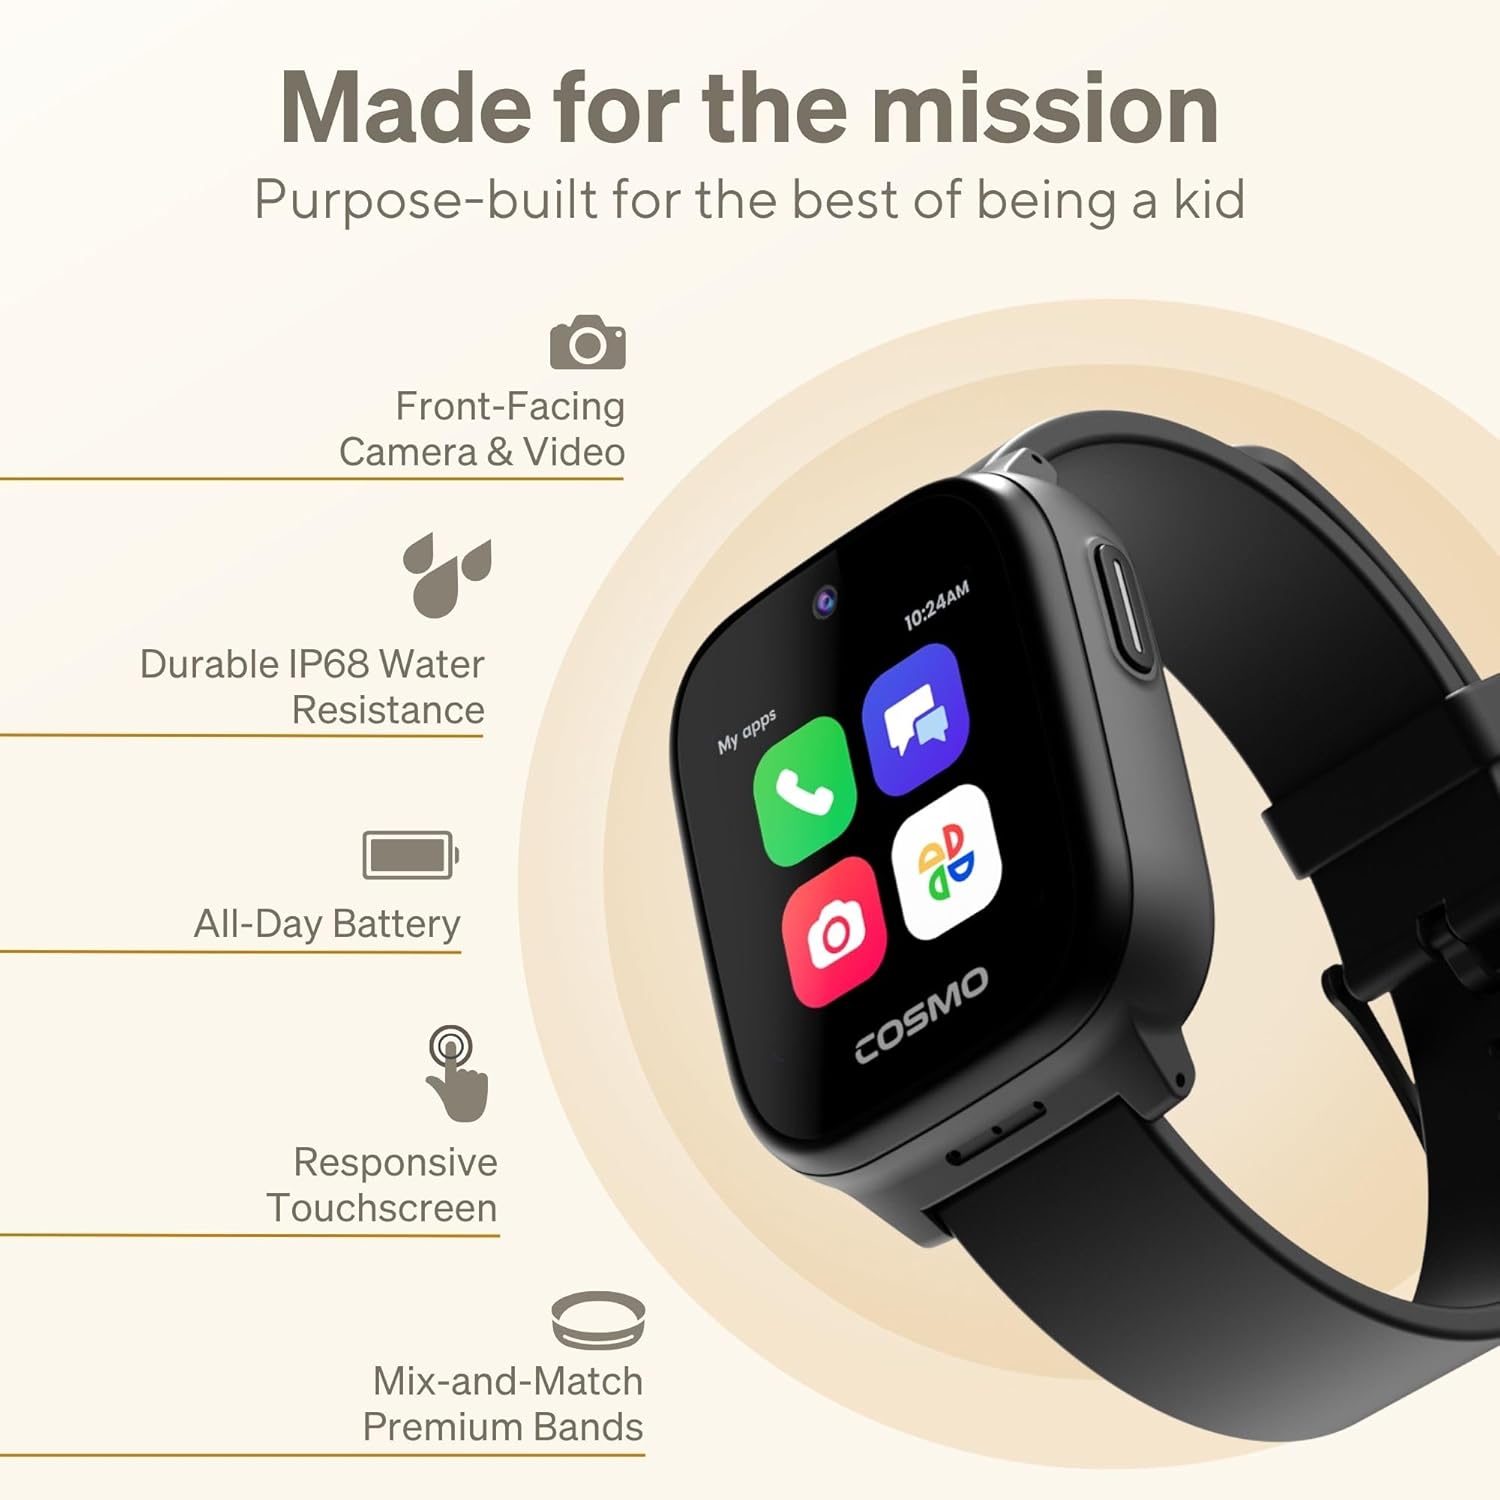 Made for the mission
Purpose-built for the best of being a kid
Front-Facing
Camera & Video
Durable IP68 Water
Resistance
All-Day Battery
Responsive
Touchscreen
Mix-and-Match
Premium Bands
10:24AM
My apps
COSMO